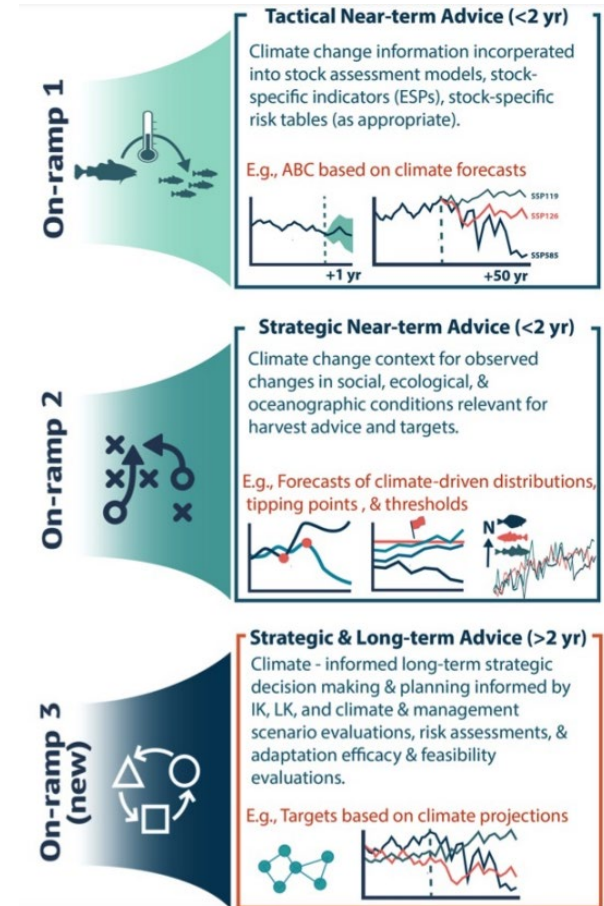 On-ramp 1
Tactical Near-term Advice (<2 yr)
Climate change information incorperated
into stock assessment models, stock-
specific indicators (ESPs), stock-specific
risk tables (as appropriate).
E.g., ABC based on climate forecasts
SSP119
SSP126
SSP585
+1 yr
+50 yr
On-ramp 2
Strategic Near-term Advice (<2 yr)
Climate change context for observed
changes in social, ecological, &
oceanographic conditions relevant for
harvest advice and targets.
E.g., Forecasts of climate-driven distributions,
tipping points , & thresholds
N
On-ramp 3
(new)
Strategic & Long-term Advice (>2 yr)
Climate - informed long-term strategic
decision making & planning informed by
IK, LK, and climate & management
scenario evaluations, risk assessments, &
adaptation efficacy & feasibility
evaluations.
E.g., Targets based on climate projections